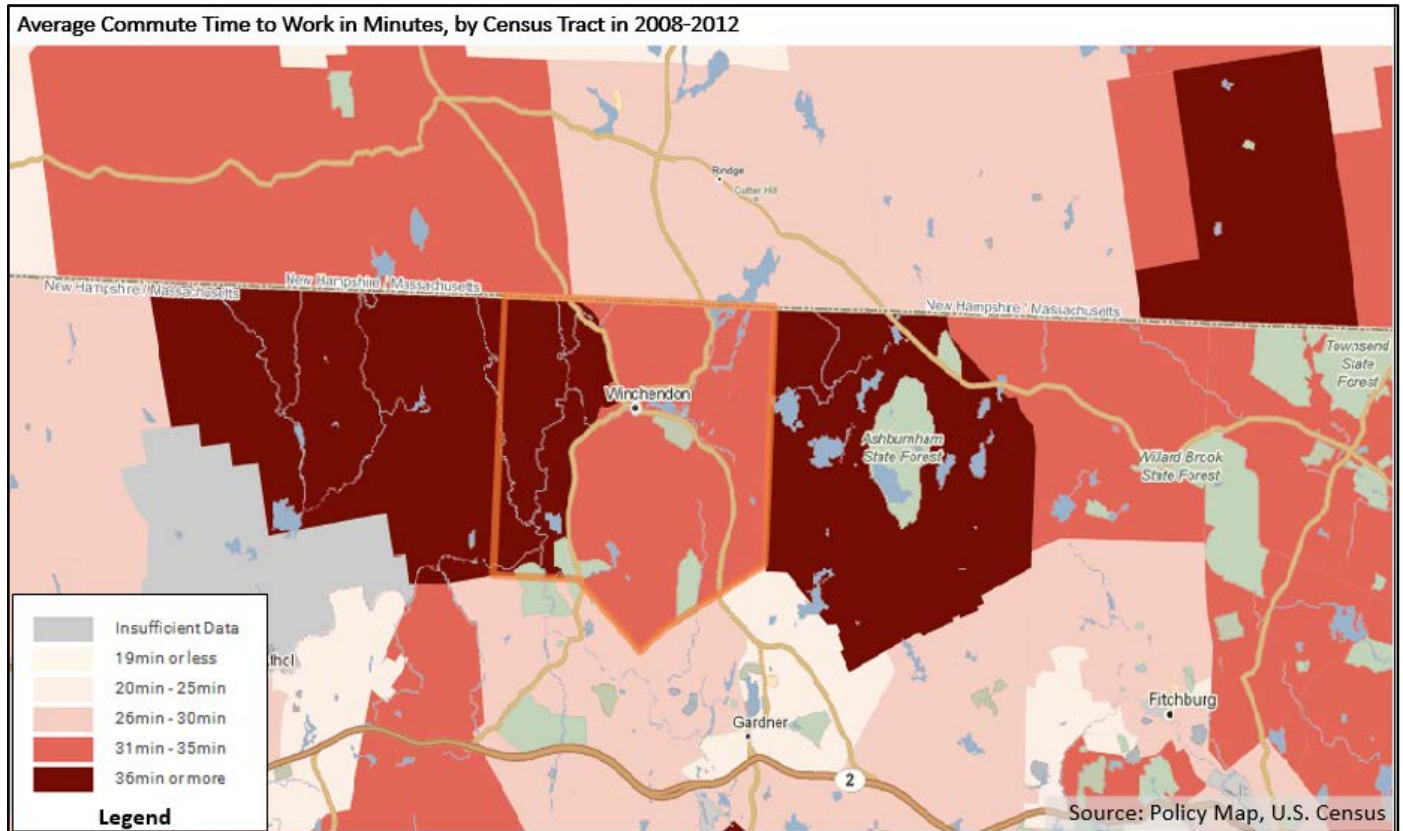 Average Commute Time to Work in Minutes, by Census Tract in 2008-2012
Rindge
Cutter Hill
New Hampshire / Massachusetts
New Hampshire / Massachusetts
New Hampshire / Massachusetts
Townsend
State
Forest
Winchendon
Ashburnham
State Forest
Willard Brook
State Forest
Insufficient Data
19min or less
20min - 25min
26min - 30min
31min - 35min
36min or more
Legend
thol
Fitchburg
Gardner
2
Source: Policy Map, U.S. Census